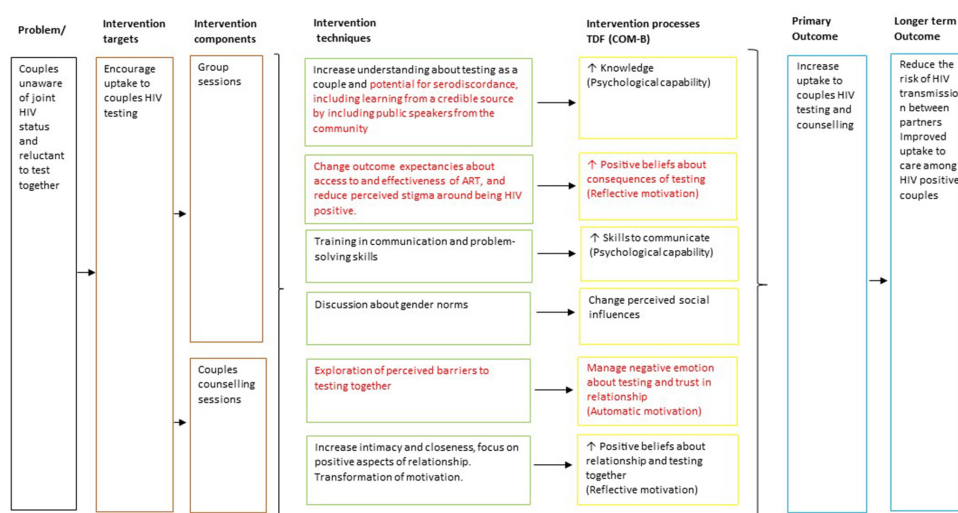 Problem/
Intervention
targets
Intervention
components
Intervention
techniques
Intervention processes
TDF (COM-B)
Primary
Outcome
Longer term
Outcome
Couples
unaware
of joint
HIV
status
and
reluctant
to test
together
Encourage
uptake to
couples HIV
testing
Group
sessions
Couples
counselling
sessions
Increase understanding about testing as a
couple and potential for serodiscordance,
including learning from a credible source
by including public speakers from the
community
↑ Knowledge
(Psychological capability)
Change outcome expectancies about
access to and effectiveness of ART, and
reduce perceived stigma around being HIV
positive.
↑ Positive beliefs about
consequences of testing
(Reflective motivation)
Training in communication and problem-
solving skills
↑ Skills to communicate
(Psychological capability)
Discussion about gender norms
Change perceived social
influences
Exploration of perceived barriers to
testing together
Manage negative emotion
about testing and trust in
relationship
(Automatic motivation)
Increase intimacy and closeness, focus on
positive aspects of relationship.
Transformation of motivation.
↑ Positive beliefs about
relationship and testing
together
(Reflective motivation)
Increase
uptake to
couples HIV
testing and
counselling
Reduce the
risk of HIV
transmissio
n between
partners
Improved
uptake to
care among
HIV positive
couples